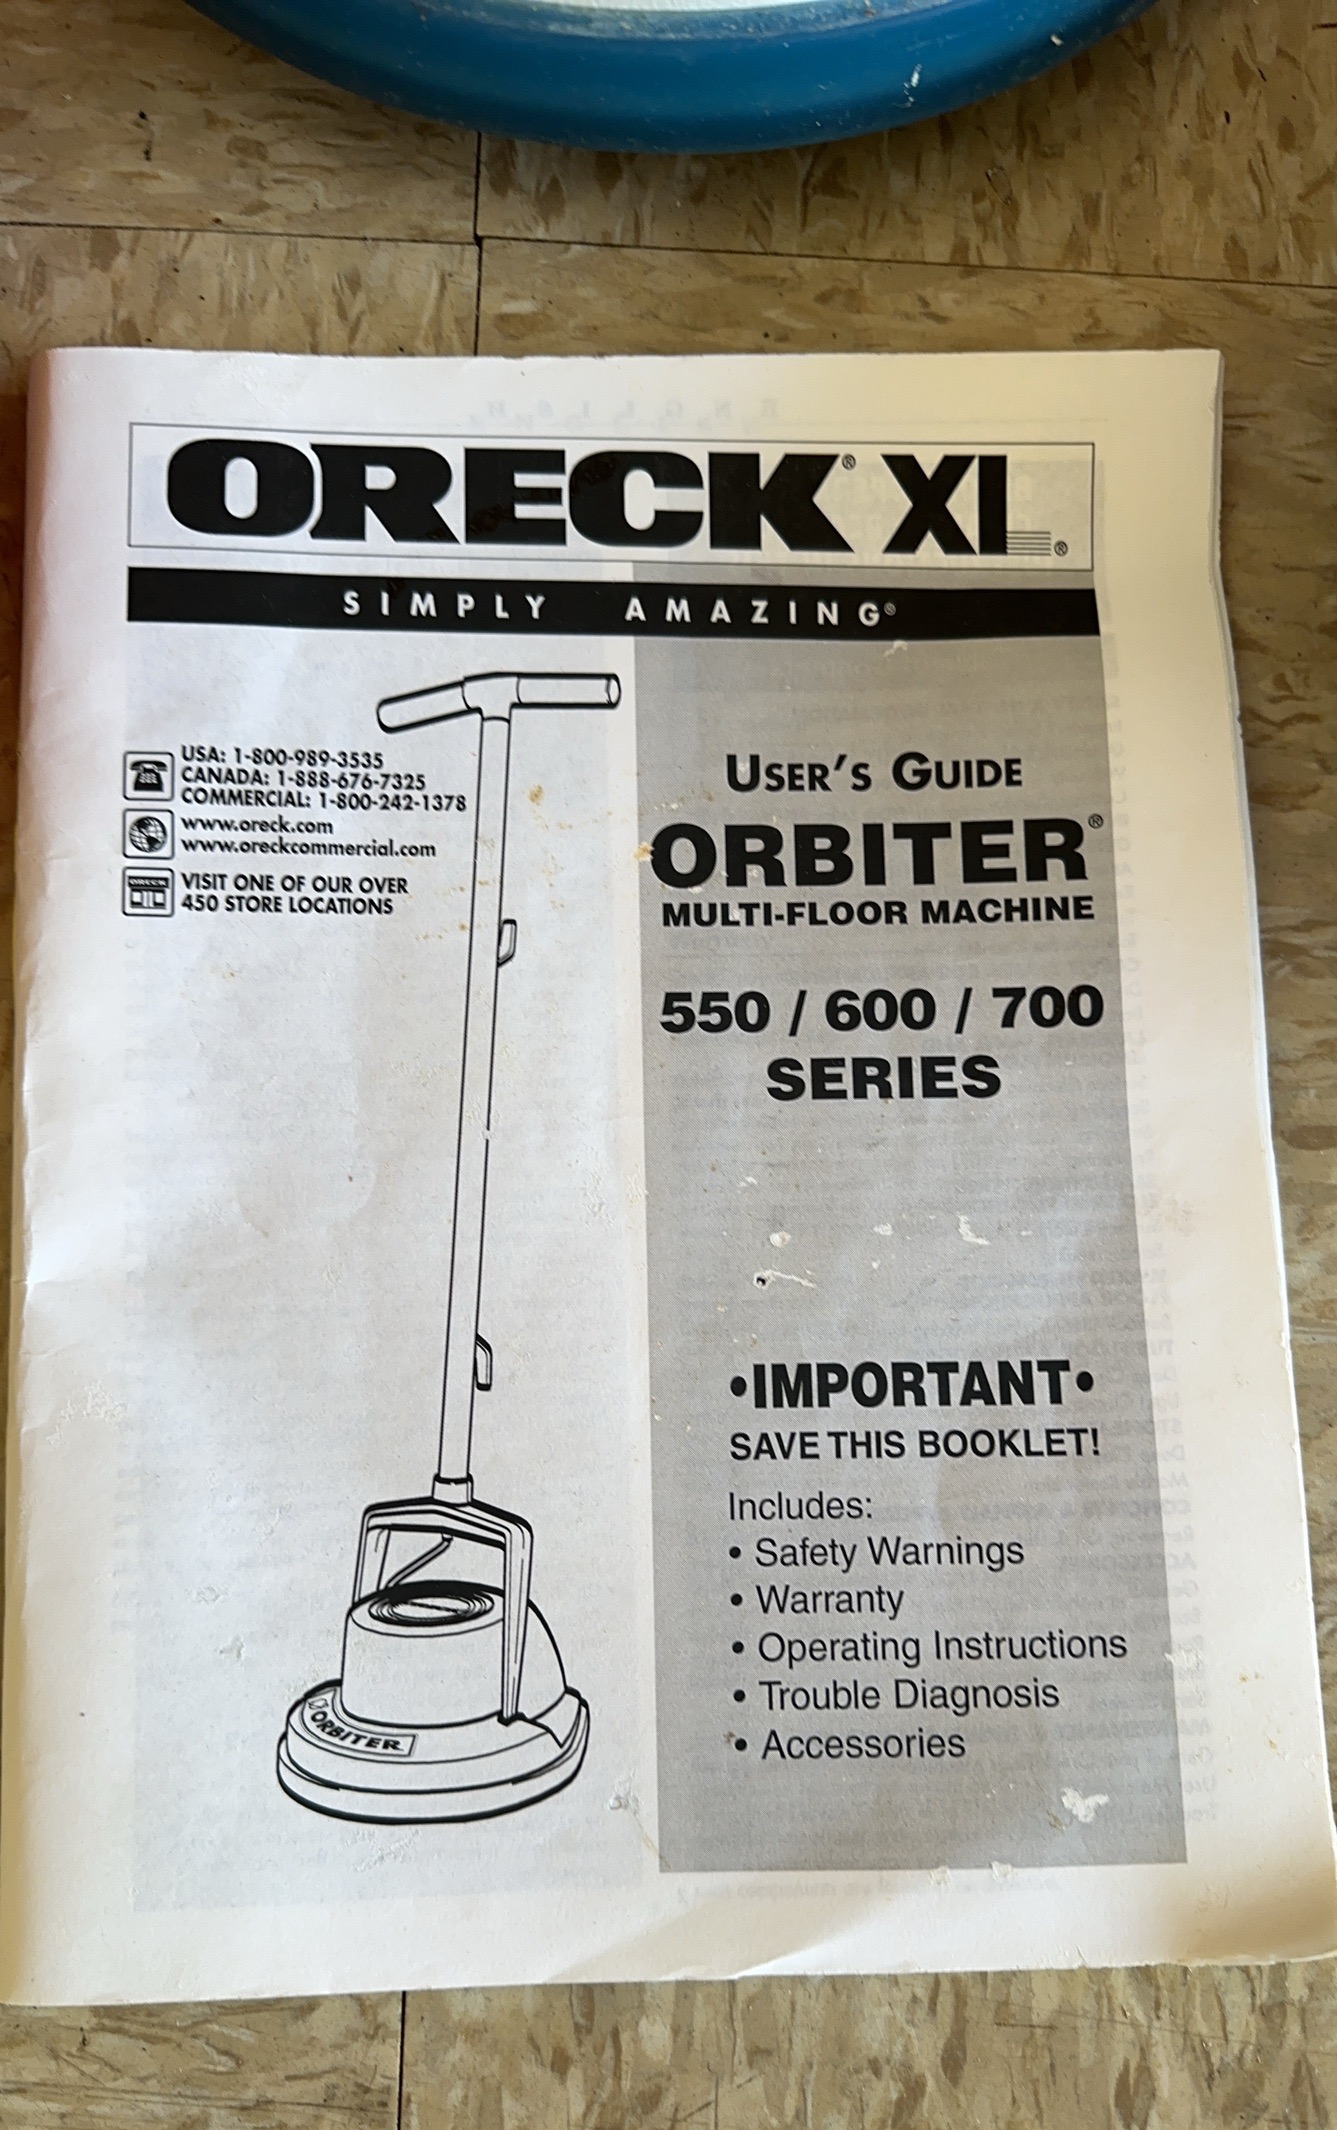 ORECK® XL®
SIMPLY AMAZING®
USA: 1-800-989-3535
CANADA: 1-888-676-7325
COMMERCIAL: 1-800-242-1378
www.oreck.com
www.oreckcommercial.com
VISIT ONE OF OUR OVER
450 STORE LOCATIONS
USER'S GUIDE
ORBITER®
MULTI-FLOOR MACHINE
550 / 600 / 700
SERIES
•IMPORTANT•
SAVE THIS BOOKLET!
Includes:
• Safety Warnings
• Warranty
• Operating Instructions
• Trouble Diagnosis
• Accessories
ORBITER